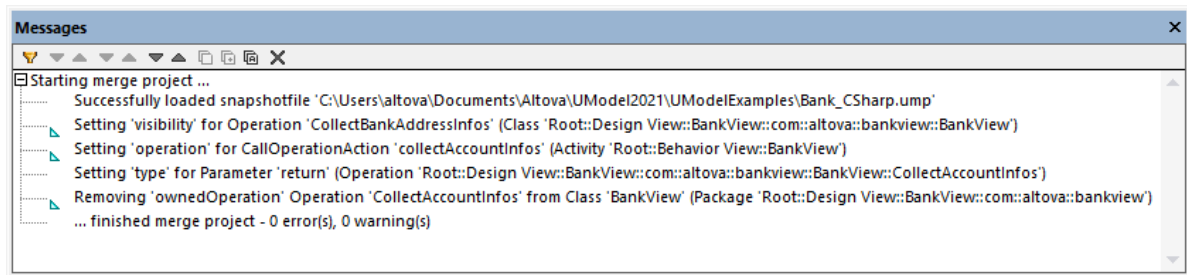 Messages
Starting merge project ...
Successfully loaded snapshotfile 'C:\Users\altova\Documents\Altova\UModel2021\UModelExamples\Bank_CSharp.ump'
Setting 'visibility' for Operation 'CollectBankAddressInfos' (Class 'Root::Design View::BankView::com::altova::bankview::BankView')
Setting 'operation' for CallOperationAction 'collectAccountInfos' (Activity 'Root::Behavior View::BankView')
Setting 'type' for Parameter 'return' (Operation 'Root::Design View::BankView::com::altova::bankview::BankView::CollectAccountInfos')
Removing 'ownedOperation' Operation 'CollectAccountInfos' from Class 'BankView' (Package 'Root::Design View::BankView::com::altova::bankview')
... finished merge project - 0 error(s), 0 warning(s)